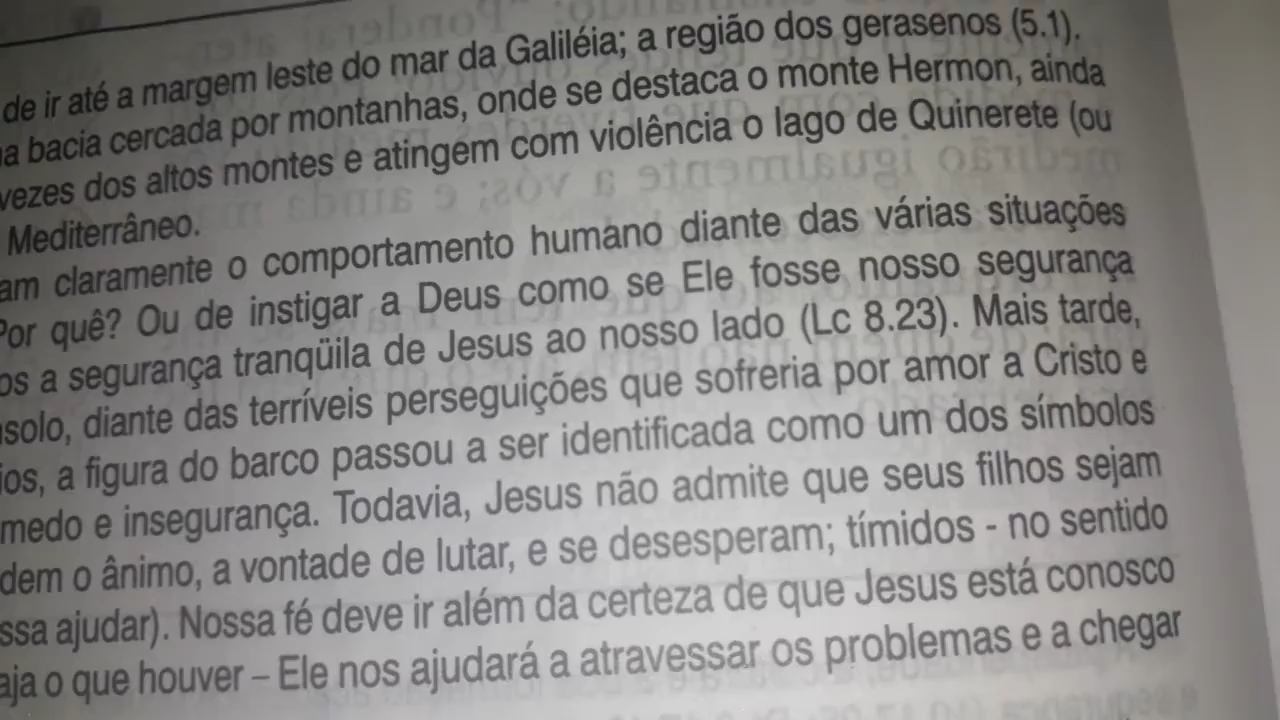 de ir até a margem leste do mar da Galiléia; a região dos gerasenos (5.1).
bacia cercada por montanhas, onde se destaca o monte Hermon, ainda
vezes dos altos montes e atingem com violência o lago de Quinerete (ou
Mediterrâneo.
am claramente o comportamento humano diante das várias situações
Por quê? Ou de instigar a Deus como se Ele fosse nosso segurança
os a segurança tranqüila de Jesus ao nosso lado (Lc 8.23). Mais tarde,
solo, diante das terríveis perseguições que sofreria por amor a Cristo e
ios, a figura do barco passou a ser identificada como um dos símbolos
medo e insegurança. Todavia, Jesus não admite que seus filhos sejam
dem o ânimo, a vontade de lutar, e se desesperam; tímidos - no sentido
ssa ajudar). Nossa fé deve ir além da certeza de que Jesus está conosco
aja o que houver – Ele nos ajudará a atravessar os problemas e a chegar